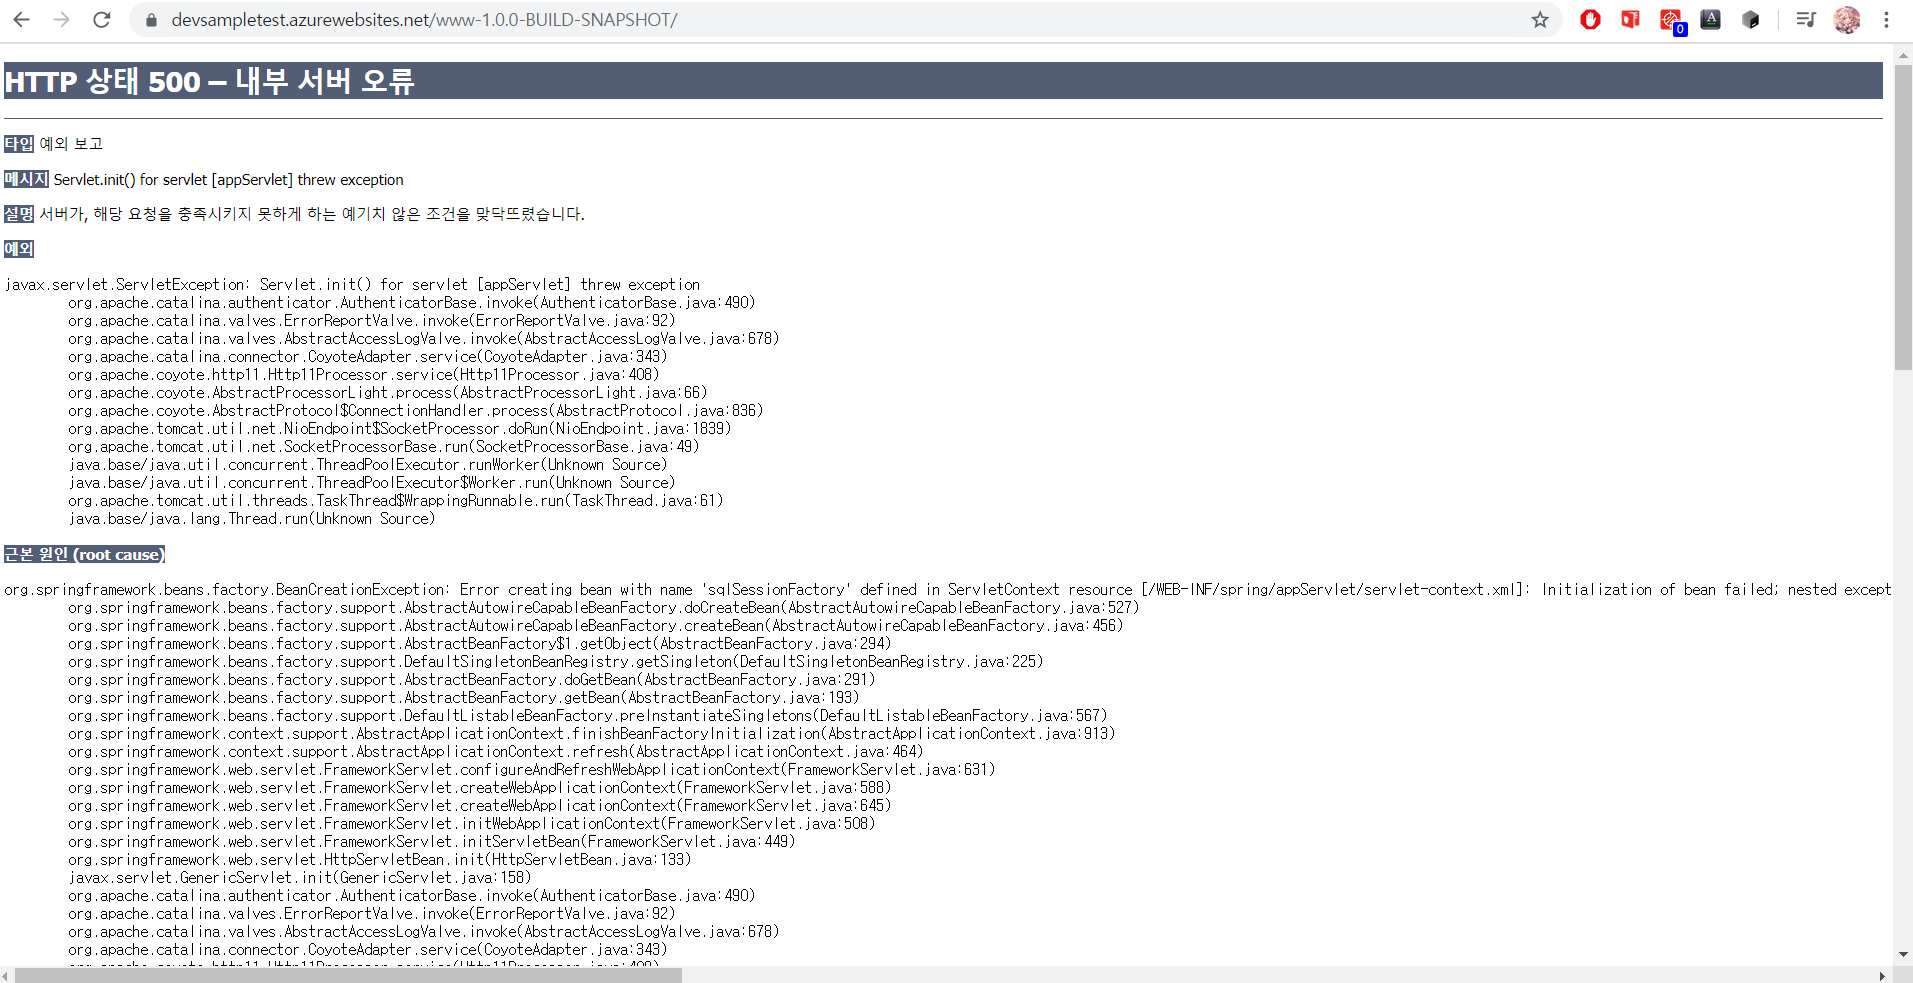 devsampletest.azurewebsites.net/www-1.0.0-BUILD-SNAPSHOT/
0
A
HTTP 상태 500 – 내부 서버 오류
타입 예외 보고
메시지 Servlet.init() for servlet [appServlet] threw exception
설명 서버가, 해당 요청을 충족시키지 못하게 하는 예기치 않은 조건을 맞닥뜨렸습니다.
예외
javax.servlet.ServletException: Servlet.init() for servlet [appServlet] threw exception
org.apache.catalina.authenticator.AuthenticatorBase.invoke(AuthenticatorBase.java:490)
org.apache.catalina.valves.ErrorReportValve.invoke(ErrorReportValve.java:92)
org.apache.catalina.valves.AbstractAccessLogValve.invoke(AbstractAccessLogValve.java:678)
org.apache.catalina.connector.CoyoteAdapter.service(CoyoteAdapter.java:343)
org.apache.coyote.http11.Http11Processor.service(Http11Processor.java:408)
org.apache.coyote.AbstractProcessorLight.process(AbstractProcessorLight.java:66)
org.apache.coyote.AbstractProtocol$ConnectionHandler.process(AbstractProtocol.java:836)
org.apache.tomcat.util.net.NioEndpoint$SocketProcessor.doRun(NioEndpoint.java:1839)
org.apache.tomcat.util.net.SocketProcessorBase.run(SocketProcessorBase.java:49)
java.base/java.util.concurrent.ThreadPoolExecutor.runWorker(Unknown Source)
java.base/java.util.concurrent.ThreadPoolExecutor$Worker.run(Unknown Source)
org.apache.tomcat.util.threads.TaskThread$WrappingRunnable.run(TaskThread.java:61)
java.base/java.lang.Thread.run(Unknown Source)
근본 원인 (root cause)
org.springframework.beans.factory.BeanCreationException: Error creating bean with name 'sqlSessionFactory' defined in ServletContext resource [/WEB-INF/spring/appServlet/servlet-context.xml]: Initialization of bean failed; nested except
org.springframework.beans.factory.support.AbstractAutowireCapableBeanFactory.doCreateBean(AbstractAutowireCapableBeanFactory.java:527)
org.springframework.beans.factory.support.AbstractAutowireCapableBeanFactory.createBean(AbstractAutowireCapableBeanFactory.java:456)
org.springframework.beans.factory.support.AbstractBeanFactory$1.getObject(AbstractBeanFactory.java:294)
org.springframework.beans.factory.support.DefaultSingletonBeanRegistry.getSingleton(DefaultSingletonBeanRegistry.java:225)
org.springframework.beans.factory.support.AbstractBeanFactory.doGetBean(AbstractBeanFactory.java:291)
org.springframework.beans.factory.support.AbstractBeanFactory.getBean(AbstractBeanFactory.java:193)
org.springframework.beans.factory.support.DefaultListableBeanFactory.preInstantiateSingletons(DefaultListableBeanFactory.java:567)
org.springframework.context.support.AbstractApplicationContext.finishBeanFactoryInitialization(AbstractApplicationContext.java:913)
org.springframework.context.support.AbstractApplicationContext.refresh(AbstractApplicationContext.java:464)
org.springframework.web.servlet.FrameworkServlet.configureAndRefreshWebApplicationContext(FrameworkServlet.java:631)
org.springframework.web.servlet.FrameworkServlet.createWebApplicationContext(FrameworkServlet.java:588)
org.springframework.web.servlet.FrameworkServlet.createWebApplicationContext(FrameworkServlet.java:645)
org.springframework.web.servlet.FrameworkServlet.initWebApplicationContext(FrameworkServlet.java:508)
org.springframework.web.servlet.FrameworkServlet.initServletBean(FrameworkServlet.java:449)
org.springframework.web.servlet.HttpServletBean.init(HttpServletBean.java:133)
javax.servlet.GenericServlet.init(GenericServlet.java:158)
org.apache.catalina.authenticator.AuthenticatorBase.invoke(AuthenticatorBase.java:490)
org.apache.catalina.valves.ErrorReportValve.invoke(ErrorReportValve.java:92)
org.apache.catalina.valves.AbstractAccessLogValve.invoke(AbstractAccessLogValve.java:678)
org.apache.catalina.connector.CoyoteAdapter.service(CoyoteAdapter.java:343)